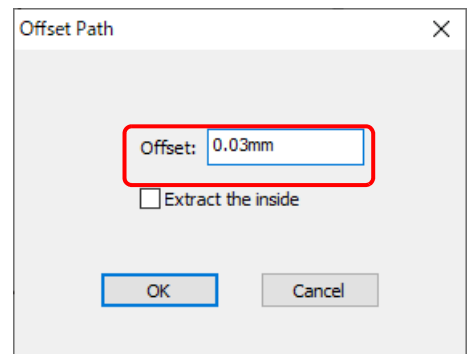 Offset Path
Offset: 0.03mm
Extract the inside
OK Cancel